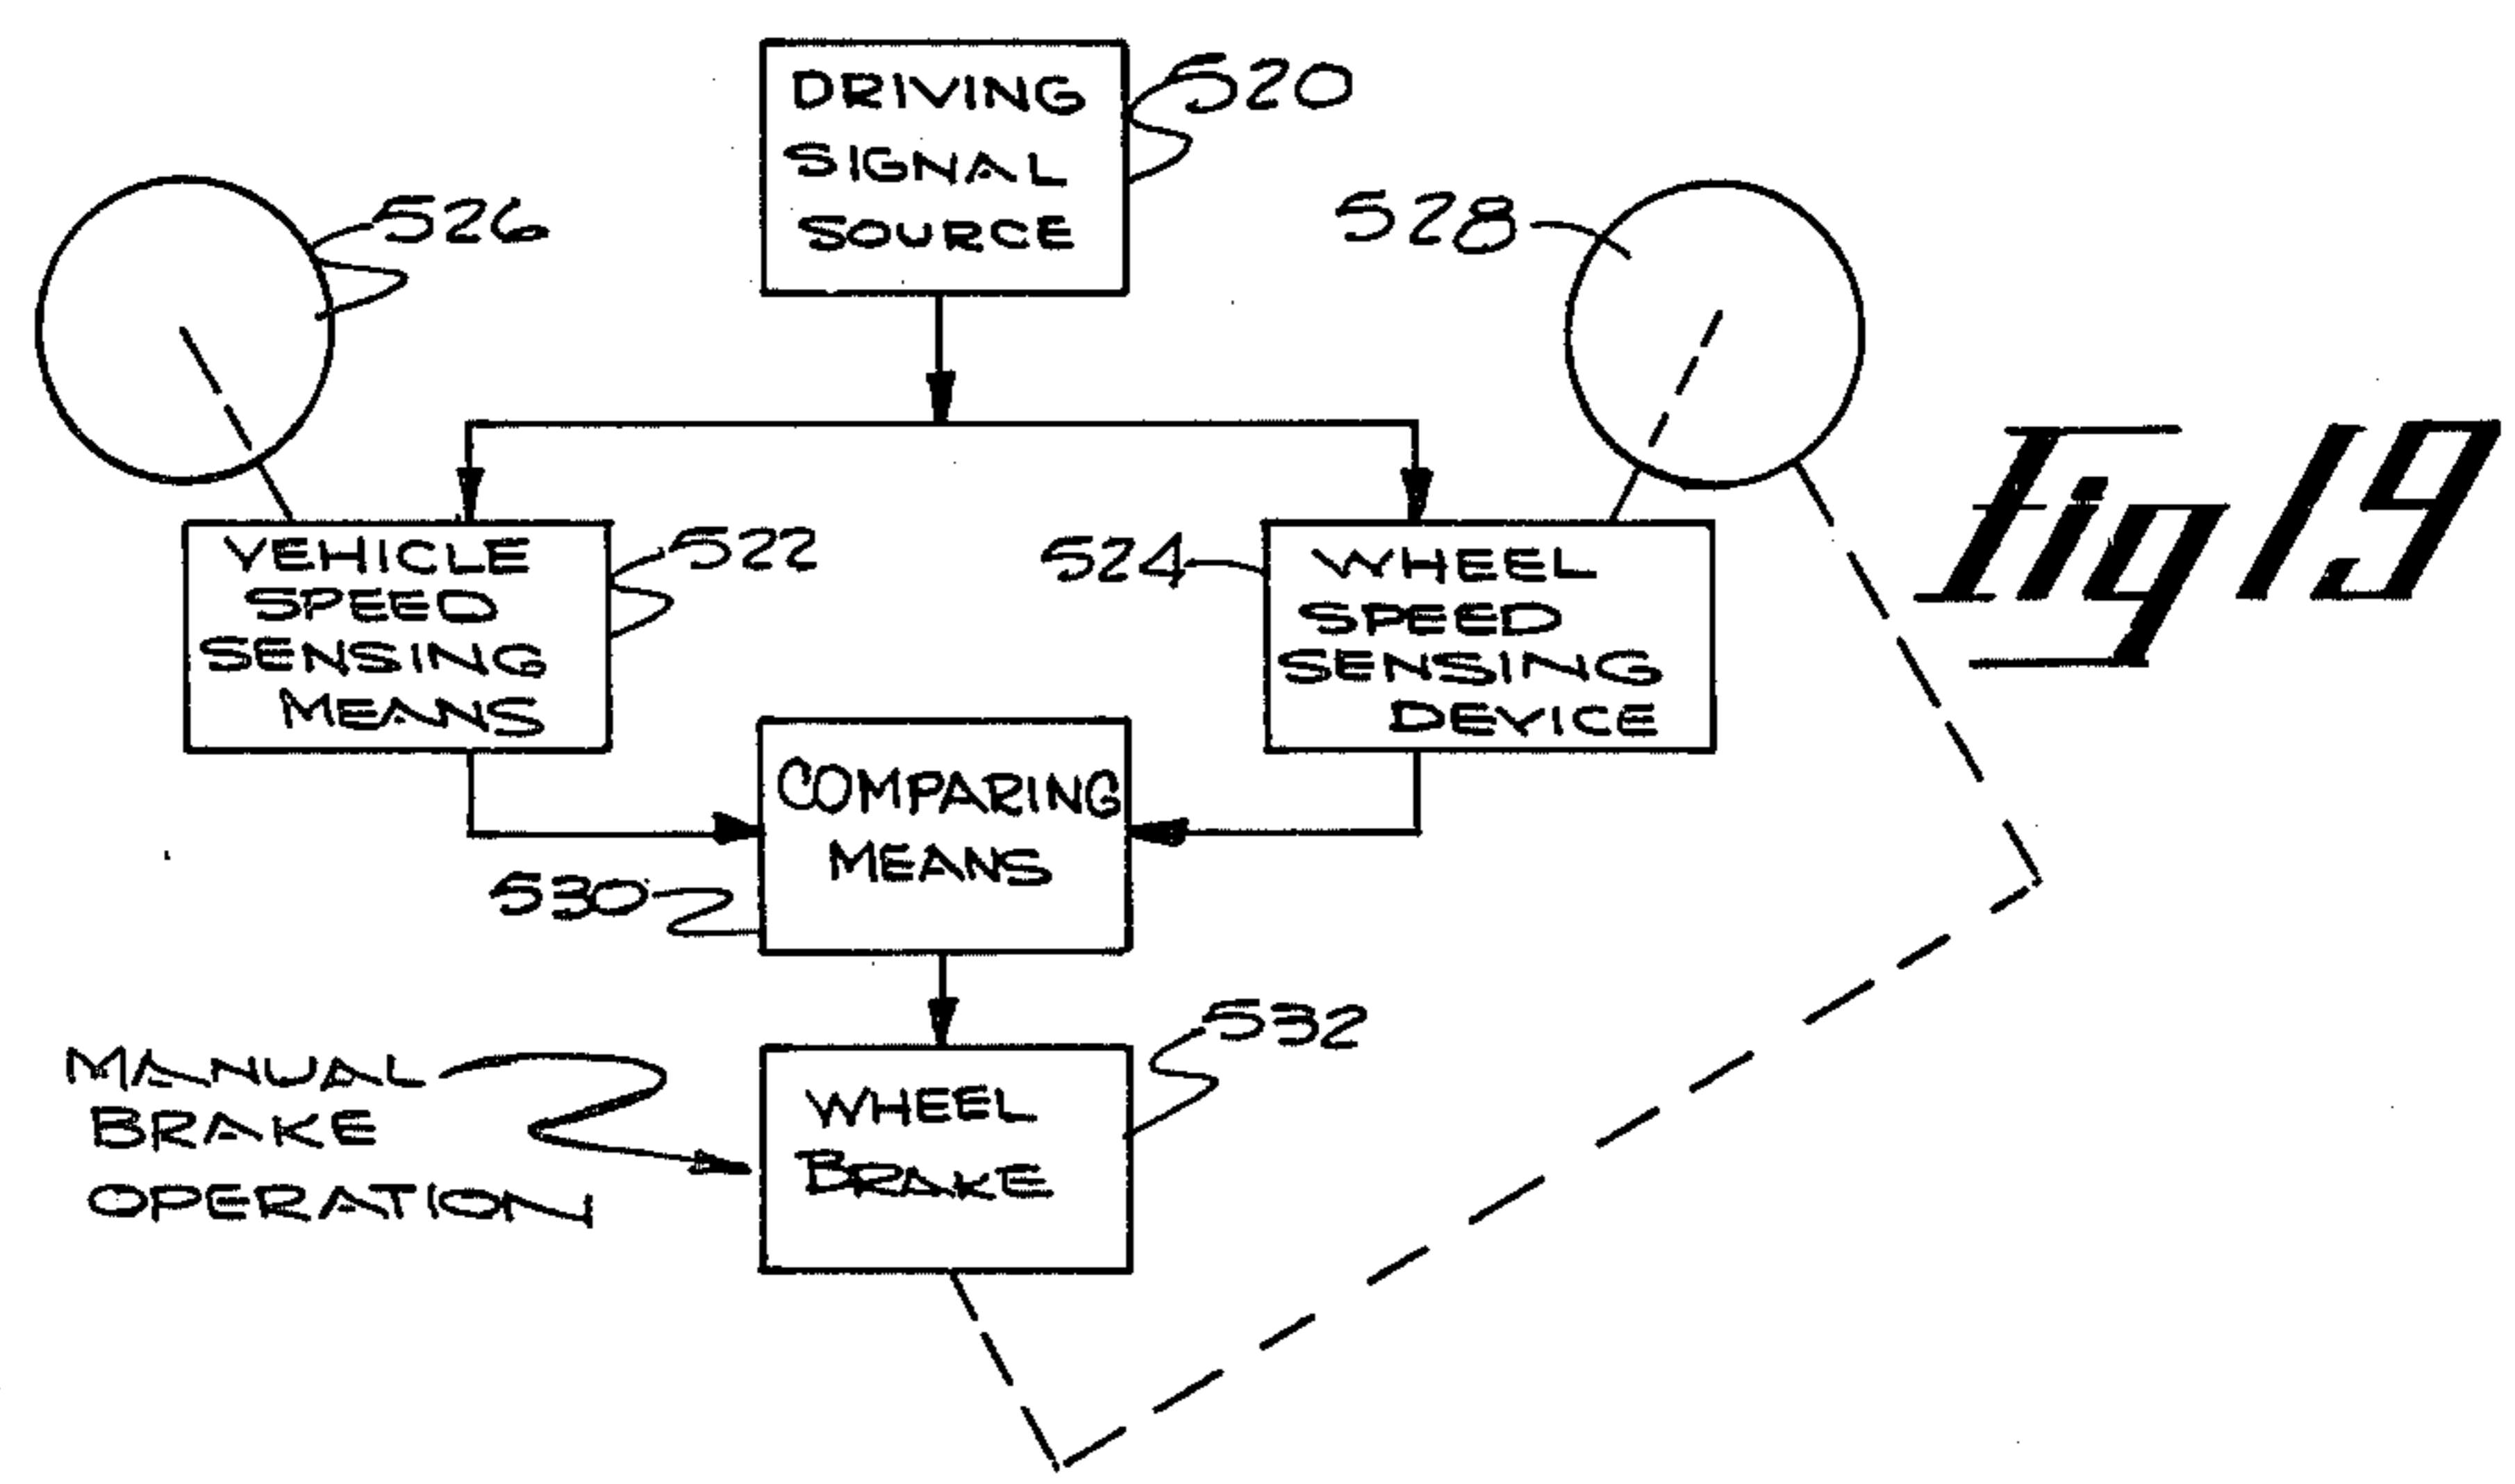 DRIVING
SIGNAL
SOURCE
520
526
528
Fig 19
VEHICLE
SPEED
SENSING
MEANS
522
524
WHEEL
SPEED
SENSING
DEVICE
COMPARING
MEANS
530
MANUAL
BRAKE
OPERATION
WHEEL
BRAKE
532